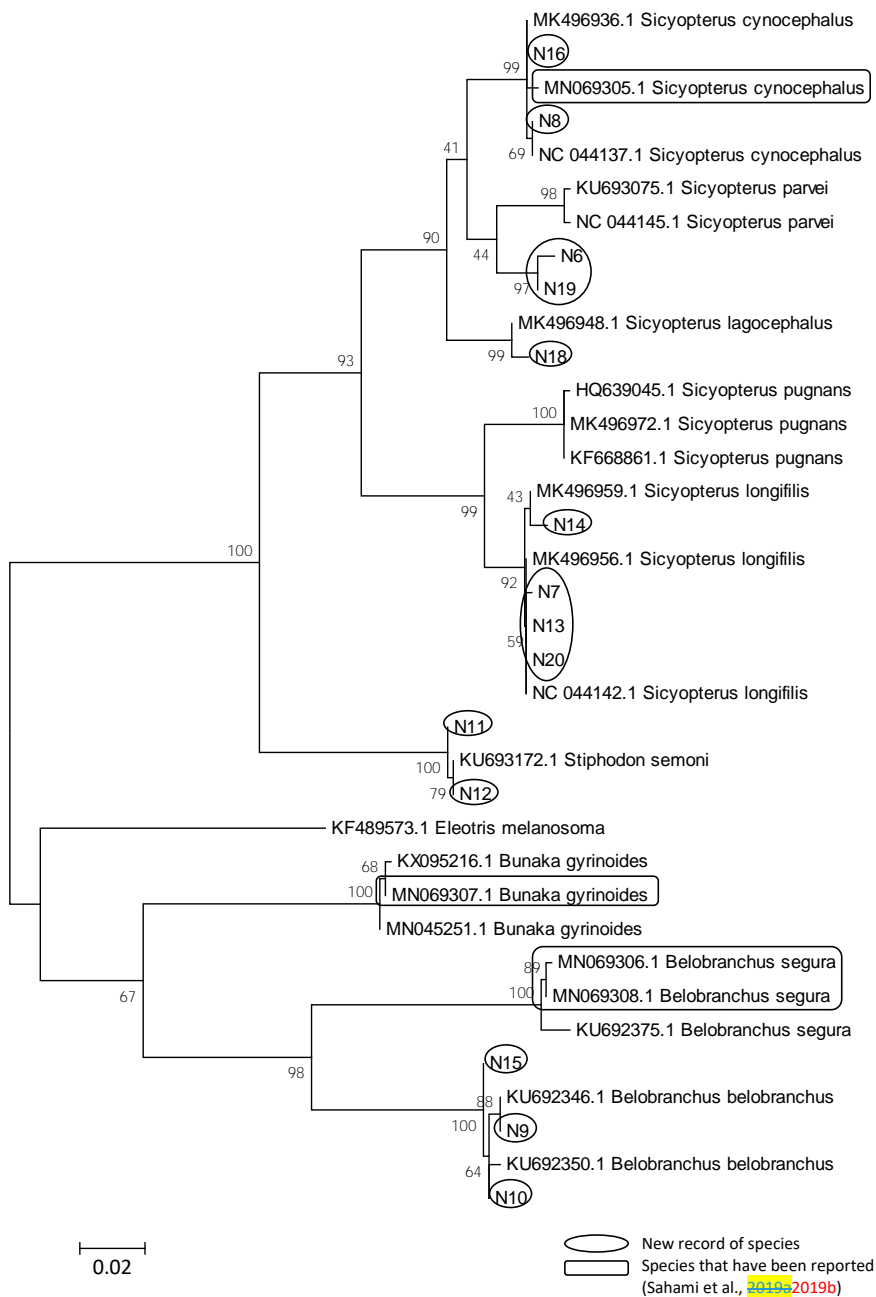 MK496936.1 Sicyopterus cynocephalus
N16
99
MN069305.1 Sicyopterus cynocephalus
N8
41
69
NC 044137.1 Sicyopterus cynocephalus
KU693075.1 Sicyopterus parvei
98
NC 044145.1 Sicyopterus parvei
90
44
N6
97
N19
MK496948.1 Sicyopterus lagocephalus
99
N18
93
HQ639045.1 Sicyopterus pugnans
100
MK496972.1 Sicyopterus pugnans
KF668861.1 Sicyopterus pugnans
99
43
MK496959.1 Sicyopterus longifilis
N14
100
MK496956.1 Sicyopterus longifilis
92
N7
N13
59
N20
NC 044142.1 Sicyopterus longifilis
N11
100
KU693172.1 Stiphodon semoni
79
N12
KF489573.1 Eleotris melanosoma
68
KX095216.1 Bunaka gyrinoides
100
MN069307.1 Bunaka gyrinoides
MN045251.1 Bunaka gyrinoides
89
MN069306.1 Belobranchus segura
67
100
MN069308.1 Belobranchus segura
KU692375.1 Belobranchus segura
98
N15
88
KU692346.1 Belobranchus belobranchus
100
N9
64
KU692350.1 Belobranchus belobranchus
N10
0.02
New record of species
Species that have been reported
(Sahami et al., 2019a2019b)